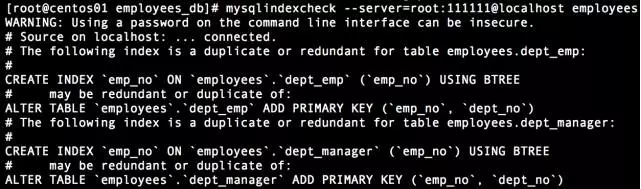 [root@centos01 employees_db]# mysqlindexcheck --server=root:111111@localhost employees
WARNING: Using a password on the command line interface can be insecure.
# Source on localhost: ... connected.
# The following index is a duplicate or redundant for table employees.dept_emp:
#
CREATE INDEX `emp_no` ON `employees`.`dept_emp` (`emp_no`) USING BTREE
#     may be redundant or duplicate of:
ALTER TABLE `employees`.`dept_emp` ADD PRIMARY KEY (`emp_no`, `dept_no`)
# The following index is a duplicate or redundant for table employees.dept_manager:
#
CREATE INDEX `emp_no` ON `employees`.`dept_manager` (`emp_no`) USING BTREE
#     may be redundant or duplicate of:
ALTER TABLE `employees`.`dept_manager` ADD PRIMARY KEY (`emp_no`, `dept_no`)